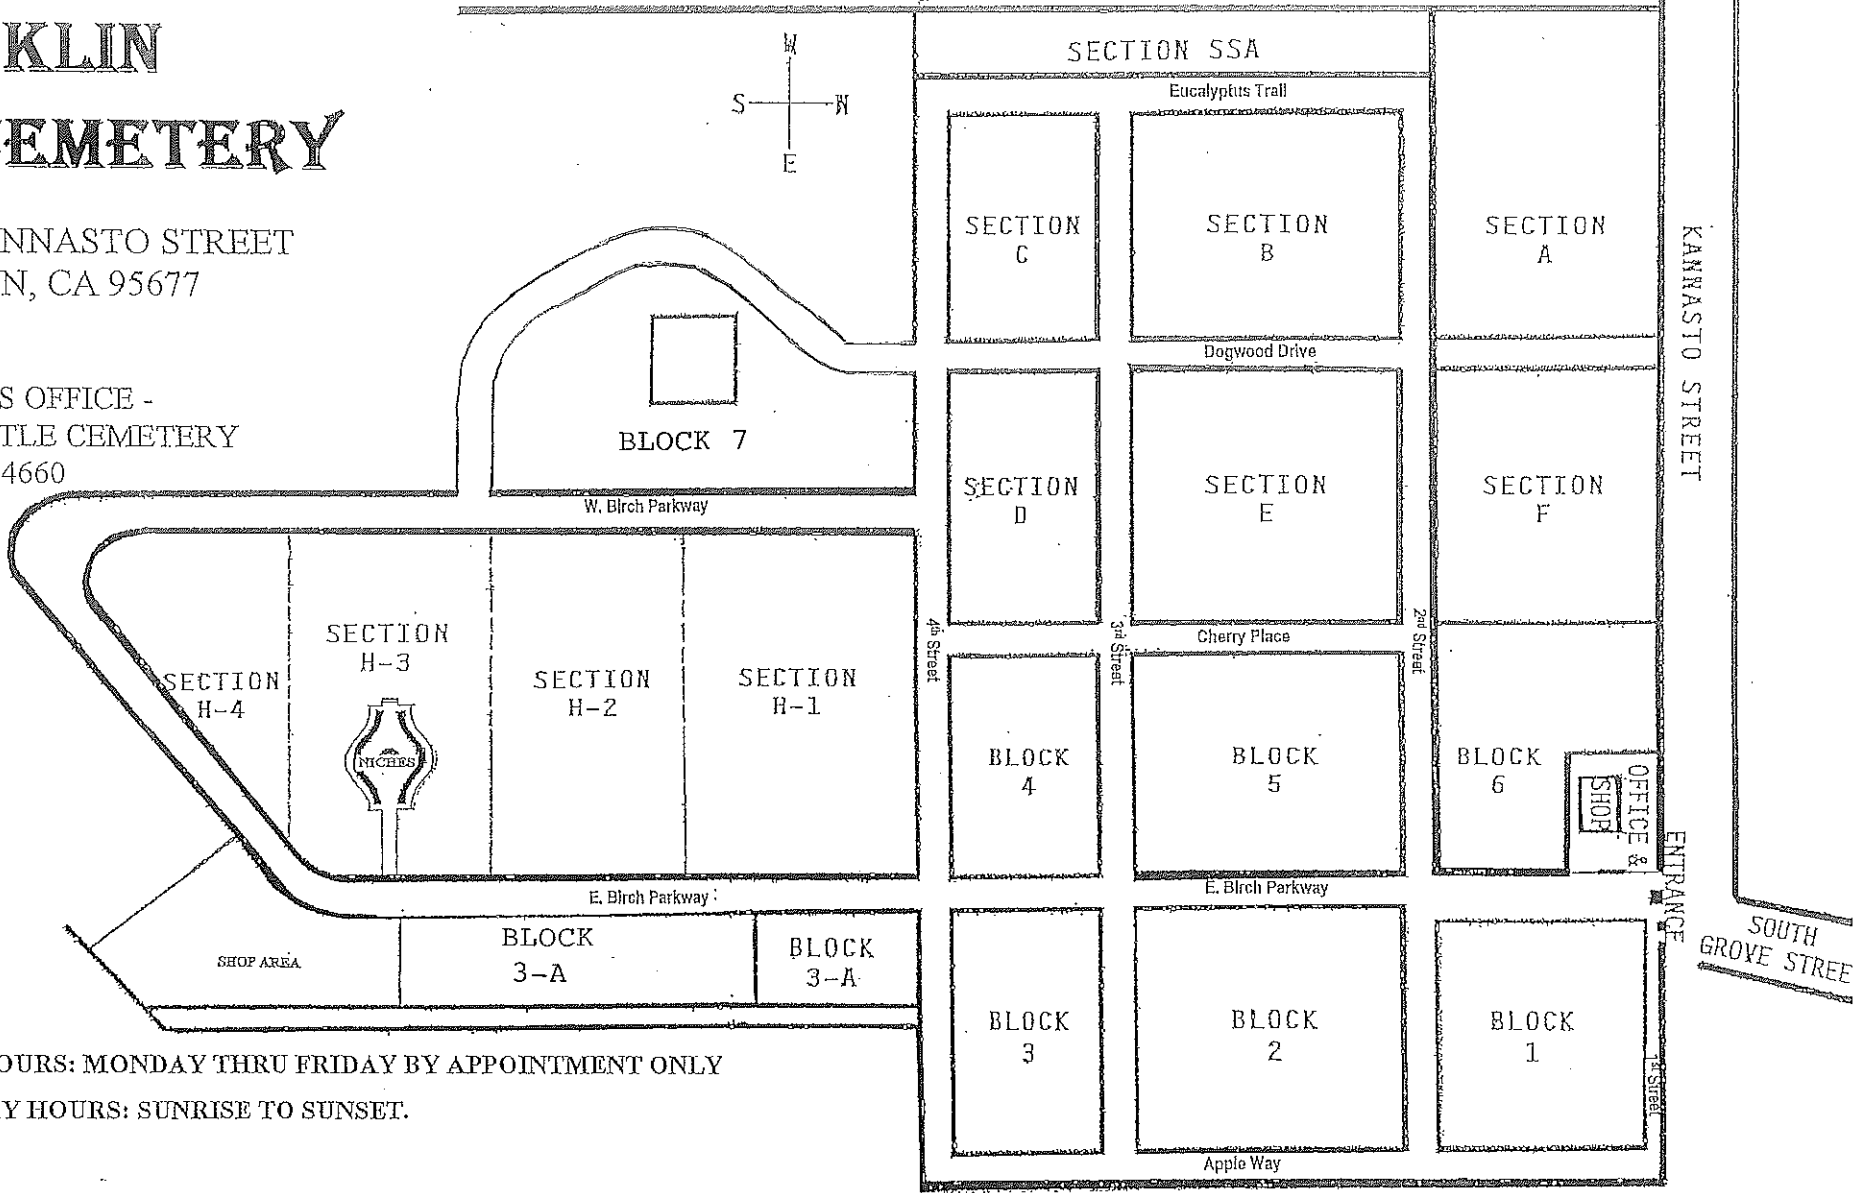 KLIN
CEMETERY
NNASTO STREET
N, CA 95677
S OFFICE -
TLE CEMETERY
4660
W
S N
E
SECTION SSA
Eucalyptus Trail
SECTION
C
SECTION
B
SECTION
A
KANNASTO STREET
Dogwood Drive
BLOCK 7
W. Birch Parkway
SECTION
D
SECTION
E
SECTION
F
4th Street
3rd Street
Cherry Place
2nd Street
SECTION
H-4
SECTION
H-3
NICHES
SECTION
H-2
SECTION
H-1
BLOCK
4
BLOCK
5
BLOCK
6
OFFICE &
SHOP
ENTRANCE
E. Birch Parkway
E. Birch Parkway
SHOP AREA
BLOCK
3-A
BLOCK
3-A
BLOCK
3
BLOCK
2
BLOCK
1
1st Street
SOUTH
GROVE STREE
Apple Way
OURS: MONDAY THRU FRIDAY BY APPOINTMENT ONLY
Y HOURS: SUNRISE TO SUNSET.